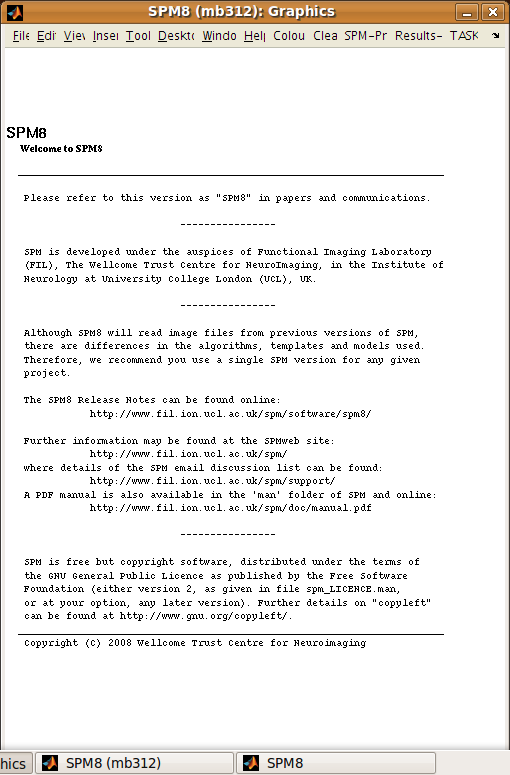 SPM8 (mb312): Graphics
File Edit View Inser Tool Deskto Windo Help Colou Clea SPM-Pr Results- TASK
SPM8
Welcome to SPM8
Please refer to this version as "SPM8" in papers and communications.
----------------
SPM is developed under the auspices of Functional Imaging Laboratory
(FIL), The Wellcome Trust Centre for NeuroImaging, in the Institute of
Neurology at University College London (UCL), UK.
----------------
Although SPM8 will read image files from previous versions of SPM,
there are differences in the algorithms, templates and models used.
Therefore, we recommend you use a single SPM version for any given
project.
The SPM8 Release Notes can be found online:
http://www.fil.ion.ucl.ac.uk/spm/software/spm8/
Further information may be found at the SPMweb site:
http://www.fil.ion.ucl.ac.uk/spm/
where details of the SPM email discussion list can be found:
http://www.fil.ion.ucl.ac.uk/spm/support/
A PDF manual is also available in the 'man' folder of SPM and online:
http://www.fil.ion.ucl.ac.uk/spm/doc/manual.pdf
----------------
SPM is free but copyright software, distributed under the terms of
the GNU General Public Licence as published by the Free Software
Foundation (either version 2, as given in file spm_LICENCE.man,
or at your option, any later version). Further details on "copyleft"
can be found at http://www.gnu.org/copyleft/.
Copyright (C) 2008 Wellcome Trust Centre for Neuroimaging
hics SPM8 (mb312) SPM8